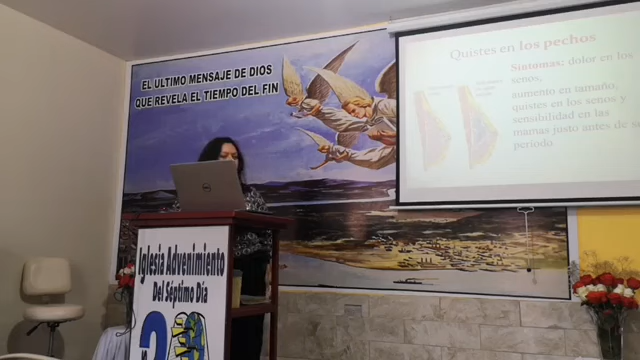 EL ÚLTIMO MENSAJE DE DIOS
QUE REVELA EL TIEMPO DEL FIN
Quistes en los pechos
Síntomas: dolor en los
senos,
aumento en tamaño,
quistes en los senos y
sensibilidad en las
mamas justo antes de su
periodo.
DELL
Iglesia Advenimiento
Del Séptimo Día